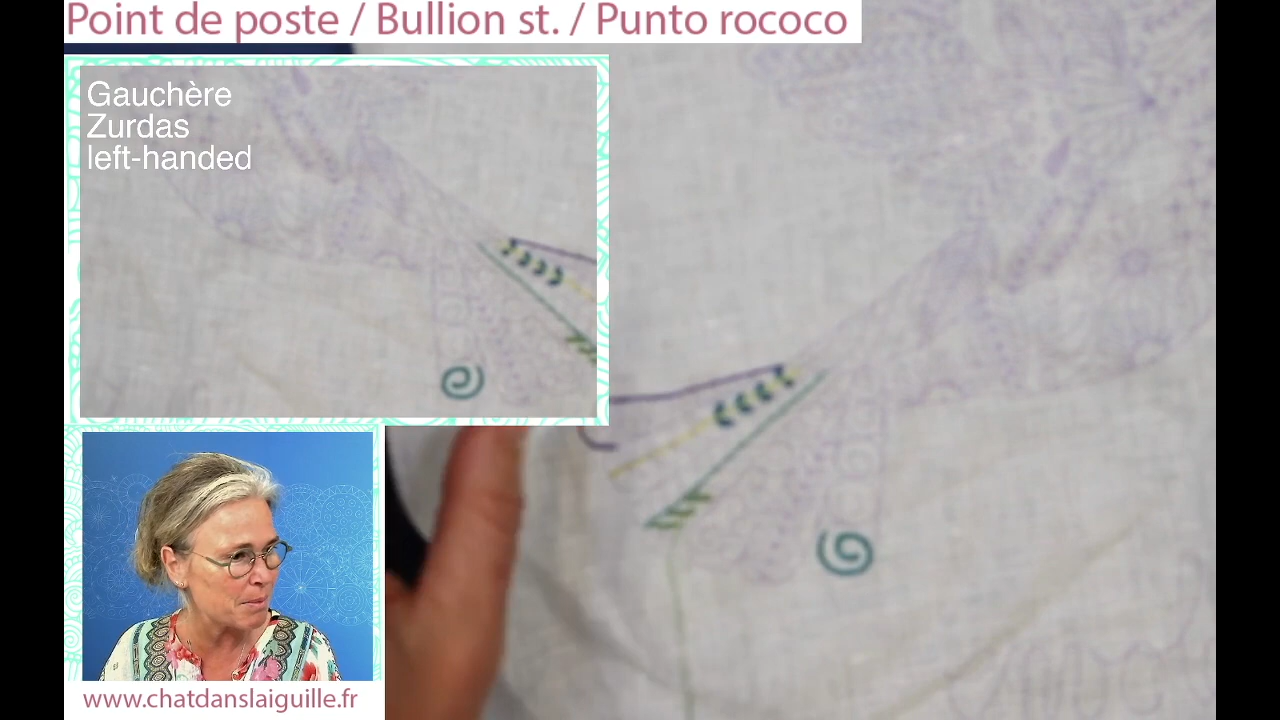 Point de poste / Bullion st. / Punto rococo
Gauchère
Zurdas
left-handed
www.chatdanslaiguille.fr